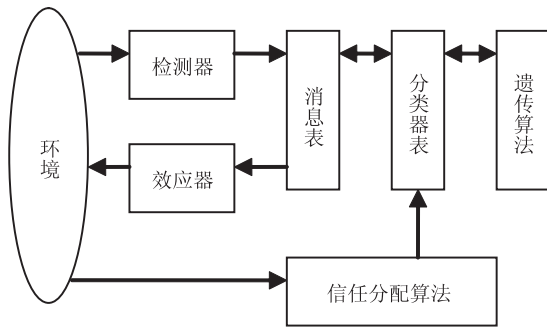 环境
检测器
效应器
消息表
分类器表
遗传算法
信任分配算法